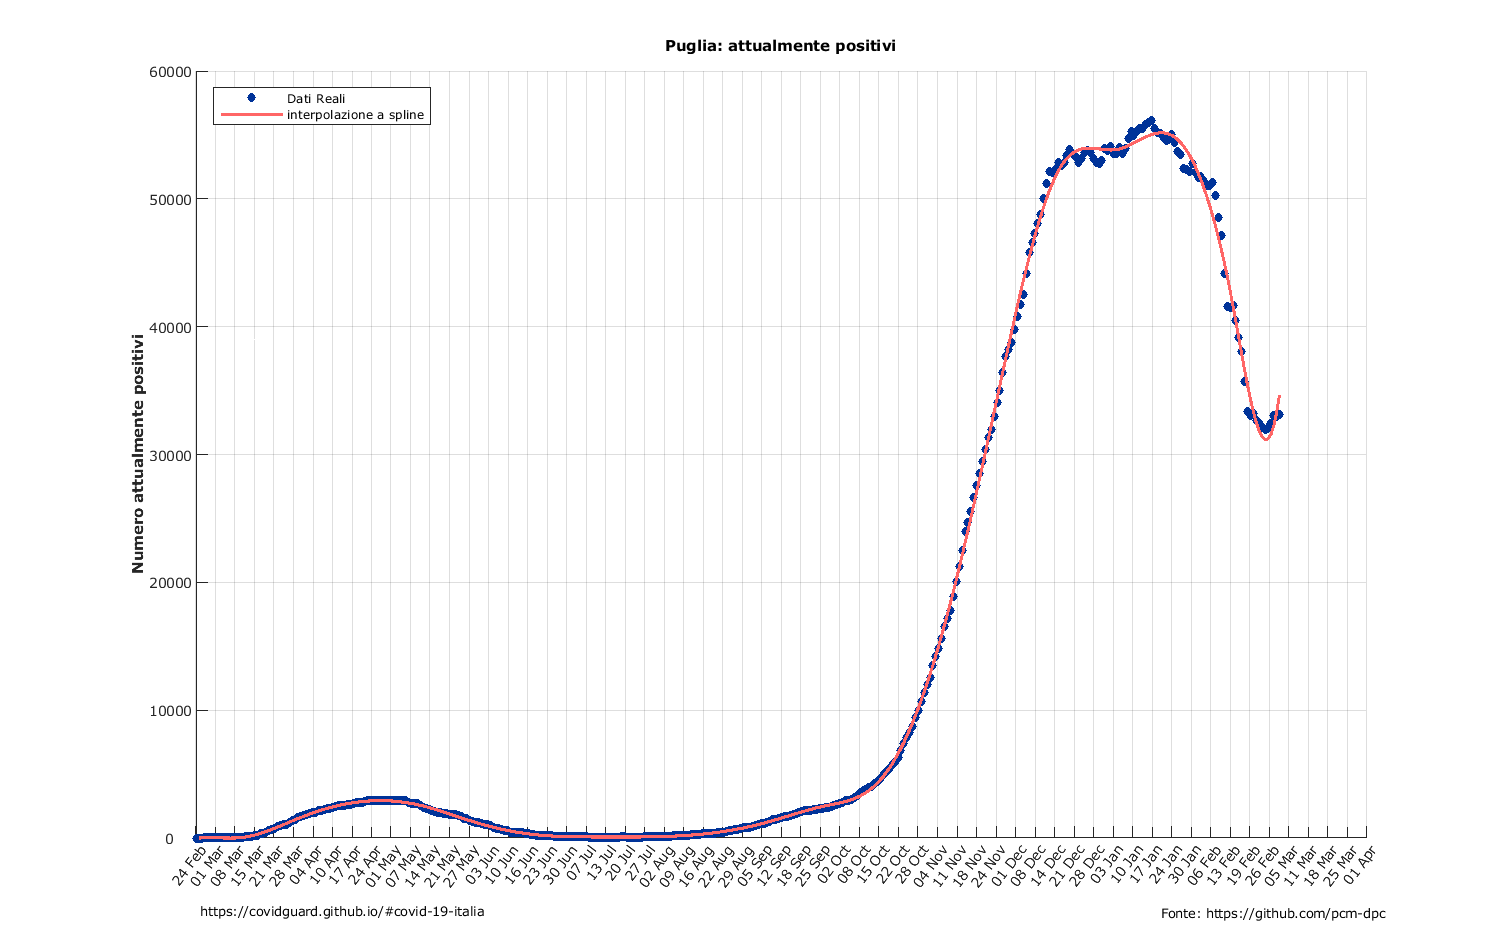 Puglia: attualmente positivi
60000
50000
40000
30000
20000
10000
0
Numero attualmente positivi
Dati Reali
interpolazione a spline
24 Feb
01 Mar
08 Mar
15 Mar
21 Mar
28 Mar
04 Apr
10 Apr
17 Apr
24 Apr
01 May
07 May
14 May
21 May
27 May
03 Jun
10 Jun
16 Jun
23 Jun
30 Jun
07 Jul
13 Jul
20 Jul
27 Jul
02 Aug
09 Aug
16 Aug
22 Aug
29 Aug
05 Sep
12 Sep
18 Sep
25 Sep
02 Oct
08 Oct
15 Oct
22 Oct
28 Oct
04 Nov
11 Nov
18 Nov
24 Nov
01 Dec
08 Dec
14 Dec
21 Dec
28 Dec
03 Jan
10 Jan
17 Jan
24 Jan
30 Jan
06 Feb
13 Feb
19 Feb
26 Feb
05 Mar
11 Mar
18 Mar
25 Mar
01 Apr
https://covidguard.github.io/#covid-19-italia
Fonte: https://github.com/pcm-dpc